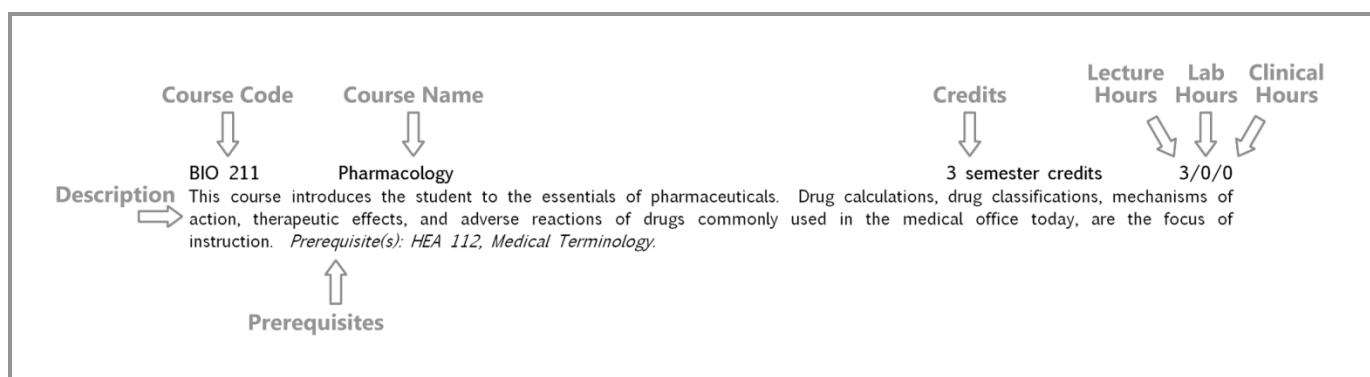 Lecture Lab Clinical
Course Code Course Name Credits Hours Hours Hours
BIO 211 Pharmacology 3 semester credits 3/0/0
Description This course introduces the student to the essentials of pharmaceuticals. Drug calculations, drug classifications, mechanisms of
action, therapeutic effects, and adverse reactions of drugs commonly used in the medical office today, are the focus of
instruction. Prerequisite(s): HEA 112, Medical Terminology.
Prerequisites